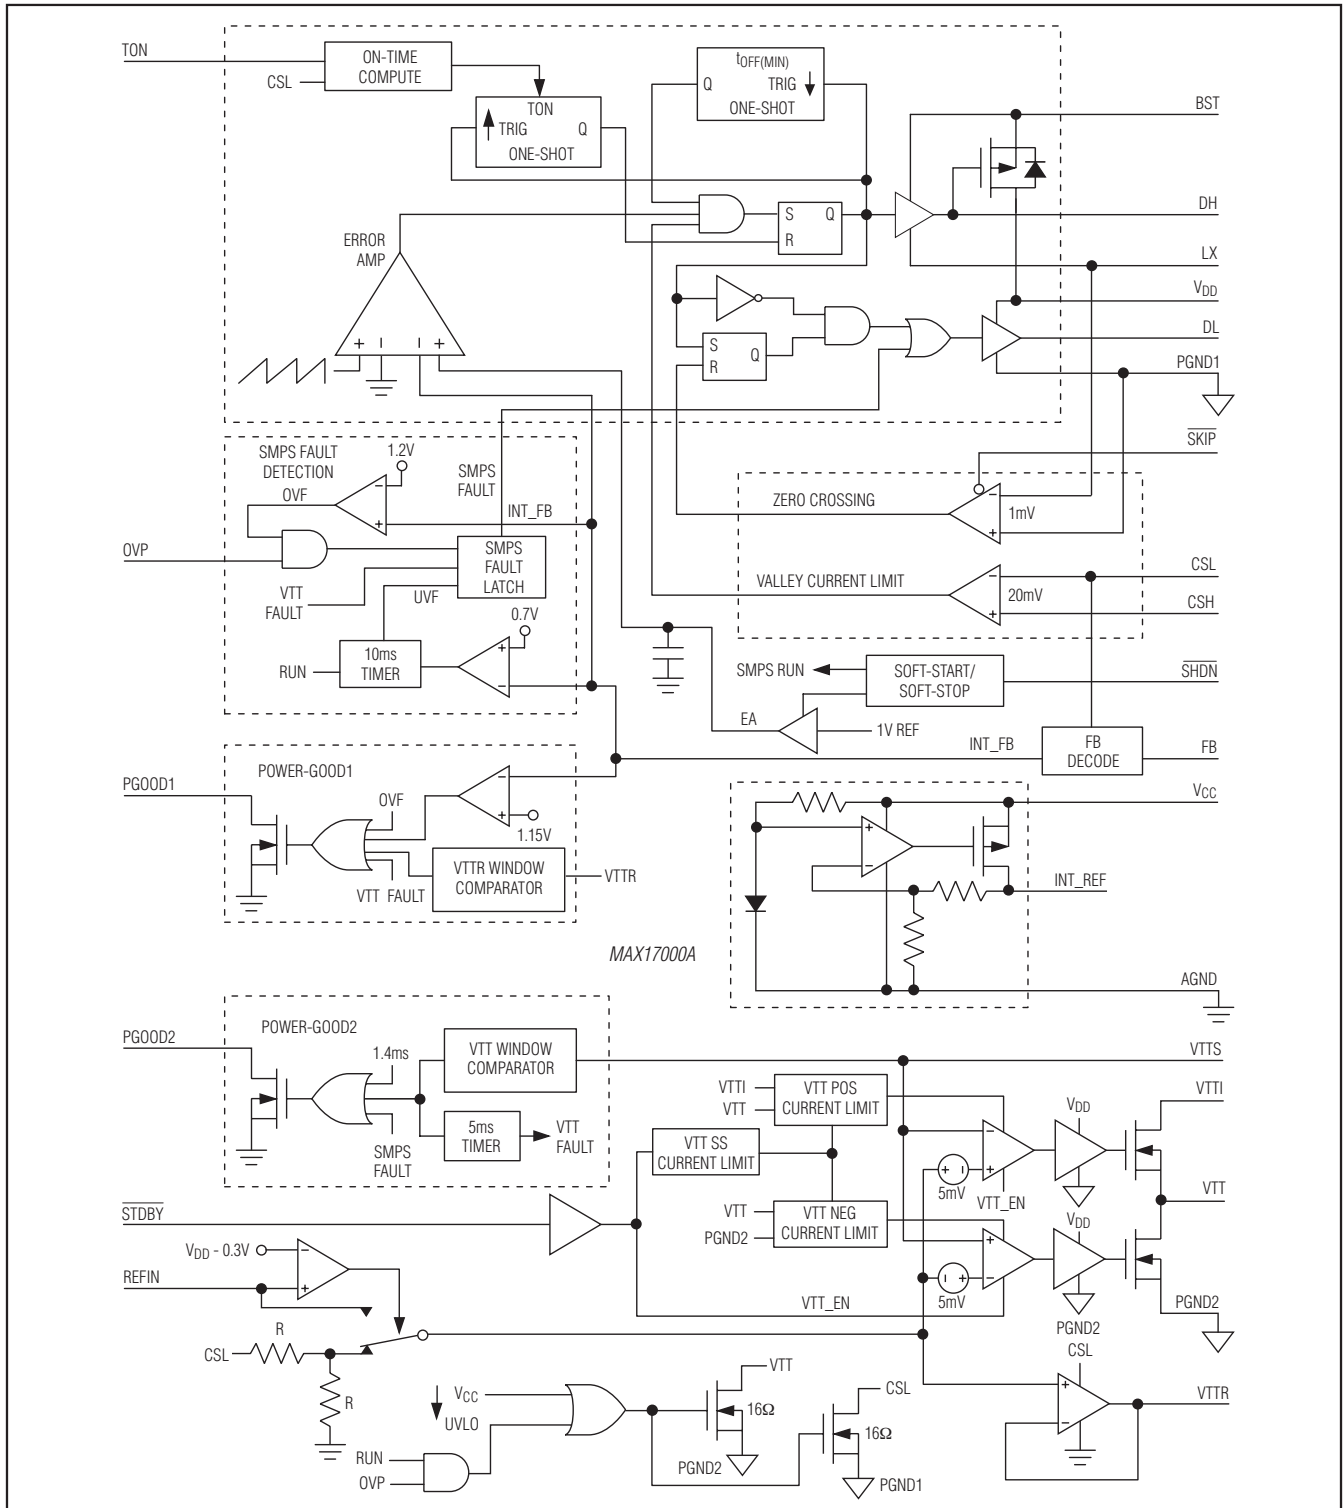 TON
ON-TIME
COMPUTE
CSL
tOFF(MIN)
Q
TRIG
ONE-SHOT
TON
TRIG
Q
ONE-SHOT
BST
S
Q
R
DH
ERROR
AMP
LX
VDD
DL
S
Q
R
PGND1
+
–
–
+
SKIP
SMPS FAULT
DETECTION
1.2V
OVF
–
+
SMPS
FAULT
INT_FB
ZERO CROSSING
–
1mV
+
OVP
SMPS
FAULT
LATCH
VTT
FAULT
UVF
VALLEY CURRENT LIMIT
–
20mV
+
CSL
CSH
0.7V
RUN
10ms
TIMER
+
–
SMPS RUN
SOFT-START/
SOFT-STOP
SHDN
EA
1V REF
INT_FB
FB
DECODE
FB
POWER-GOOD1
PGOOD1
OVF
–
+
1.15V
VTTR WINDOW
COMPARATOR
VTTR
VTT FAULT
VCC
+
–
INT_REF
MAX17000A
AGND
POWER-GOOD2
PGOOD2
1.4ms
VTT WINDOW
COMPARATOR
5ms
TIMER
VTT
FAULT
SMPS
FAULT
VTTS
VTTI
VTT
VTT POS
CURRENT LIMIT
VTT SS
CURRENT LIMIT
VDD
VTTI
–
+
+ –
5mV
VTT_EN
VTT
STDBY
VTT
PGND2
VTT NEG
CURRENT LIMIT
VDD
+
–
– +
5mV
VTT_EN
PGND2
PGND2
VDD - 0.3V
–
+
REFIN
R
CSL
R
CSL
+
–
VTTR
VCC
UVLO
RUN
OVP
VTT
16Ω
PGND2
CSL
16Ω
PGND1